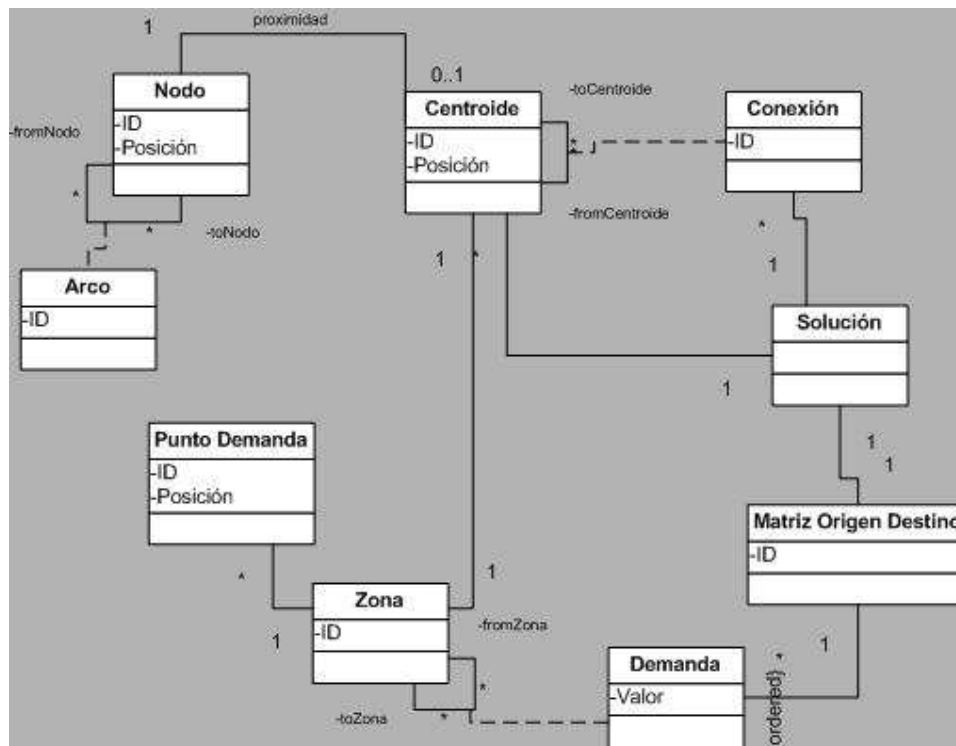 proximidad
1
0..1
Nodo
-ID
-Posición
-fromNodo
*
*
-toNodo
Arco
-ID
Centroide
-ID
-Posición
-toCentroide
*
-fromCentroide
Conexión
-ID
*
1
1
*
Solución
1
Punto Demanda
-ID
-Posición
*
1
1
1
Matriz Origen Destino
-ID
1
Zona
-ID
1
-fromZona
*
*
-toZona
Demanda
-Valor
ordered}
*
1